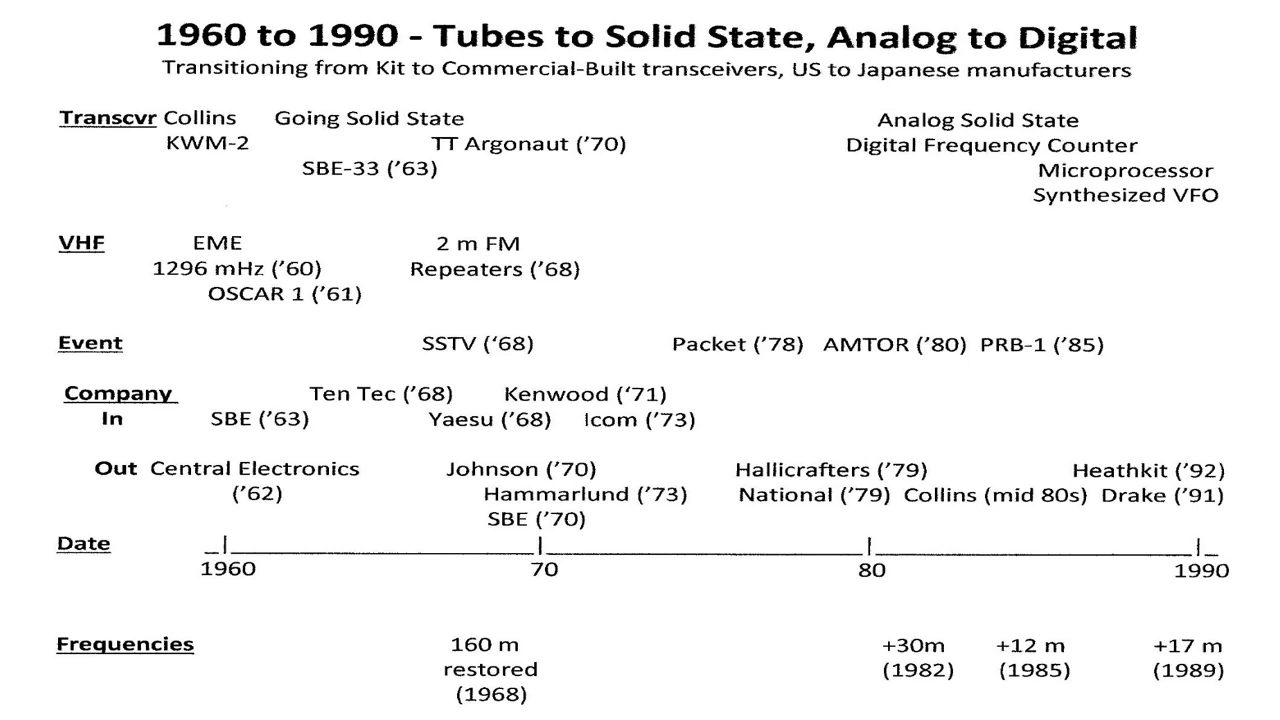 1960 to 1990 - Tubes to Solid State, Analog to Digital
Transitioning from Kit to Commercial-Built transceivers, US to Japanese manufacturers
Transcvr Collins Going Solid State Analog Solid State
KWM-2 TT Argonaut ('70) Digital Frequency Counter
SBE-33 ('63) Microprocessor
Synthesized VFO
VHF EME 2 m FM
1296 mHz ('60) Repeaters ('68)
OSCAR 1 ('61)
Event SSTV ('68) Packet ('78) AMTOR ('80) PRB-1 ('85)
Company Ten Tec ('68) Kenwood ('71)
In SBE ('63) Yaesu ('68) Icom ('73)
Out Central Electronics Johnson ('70) Hallicrafters ('79) Heathkit ('92)
('62) Hammarlund ('73) National ('79) Collins (mid 80s) Drake ('91)
SBE ('70)
Date
1960 70 80 1990
Frequencies 160 m +30m +12 m +17 m
restored (1982) (1985) (1989)
(1968)